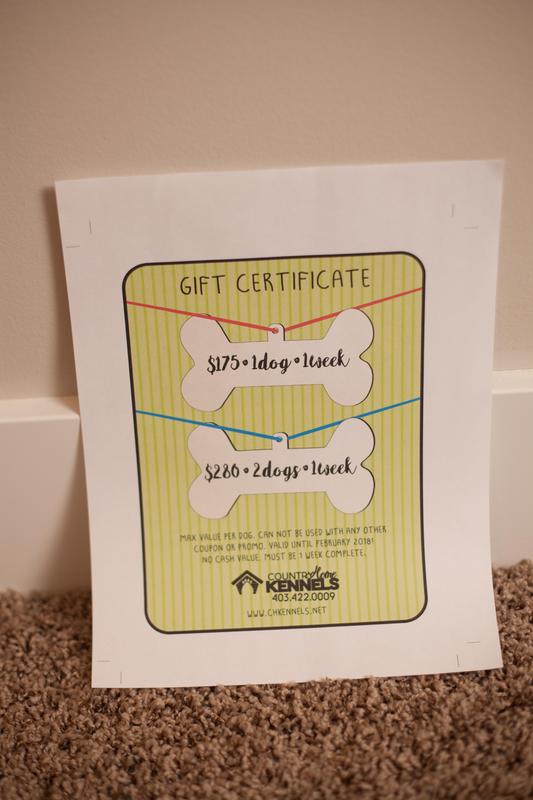 GIFT CERTIFICATE
$175 • 1dog • 1week
$280 • 2dogs • 1week
MAX VALUE PER DOG. CAN NOT BE USED WITH ANY OTHER
COUPON OR PROMO. VALID UNTIL FEBRUARY 2018!
NO CASH VALUE. MUST BE 1 WEEK COMPLETE.
COUNTRY Home
KENNELS
403.422.0009
WWW.CHKENNELS.NET